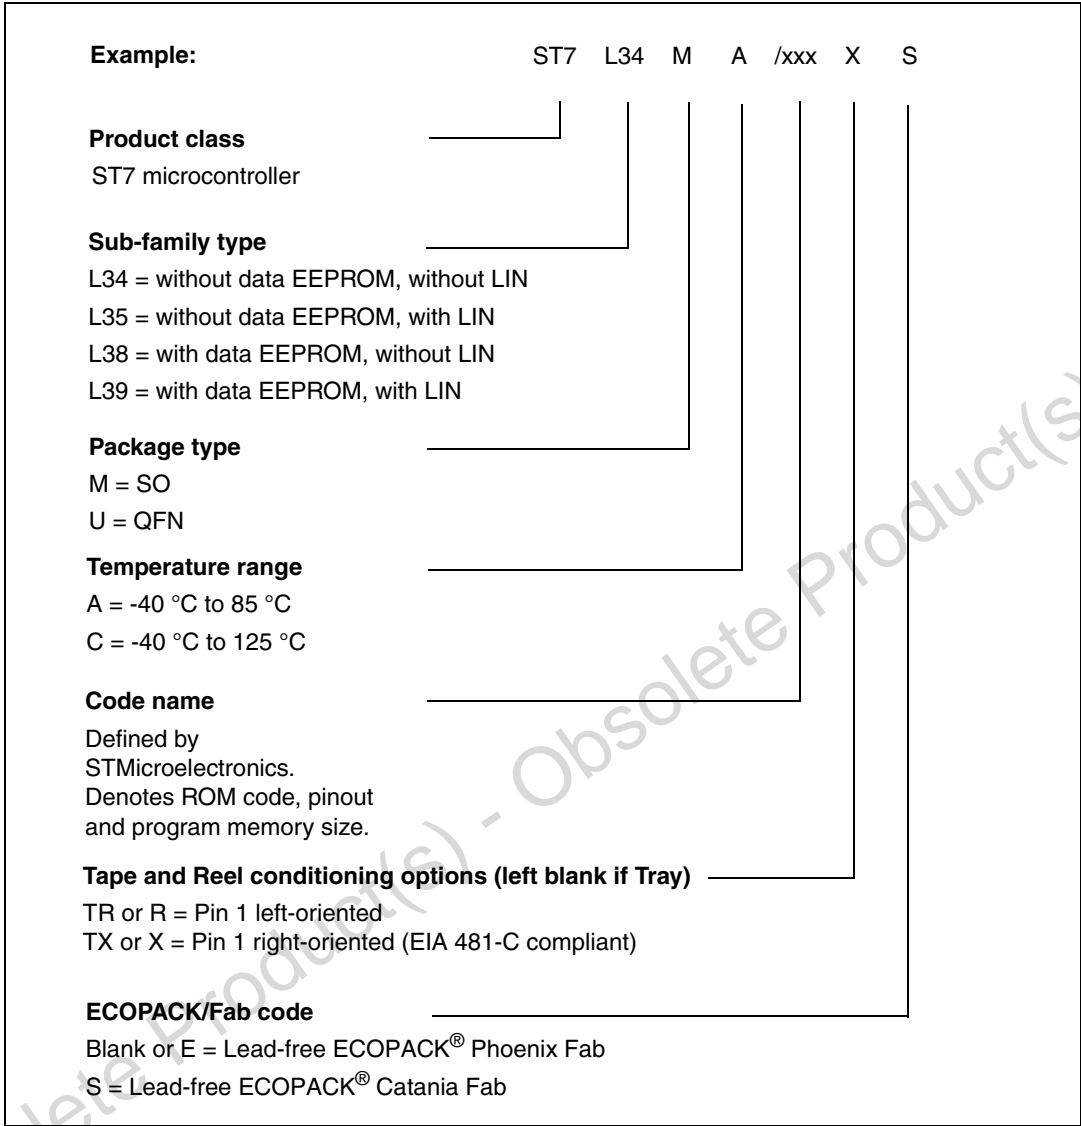 Example: ST7 L34 M A /xxx X S
Product class
ST7 microcontroller
Sub-family type
L34 = without data EEPROM, without LIN
L35 = without data EEPROM, with LIN
L38 = with data EEPROM, without LIN
L39 = with data EEPROM, with LIN
Package type
M = SO
U = QFN
Temperature range
A = -40 °C to 85 °C
C = -40 °C to 125 °C
Code name
Defined by
STMicroelectronics.
Denotes ROM code, pinout
and program memory size.
Tape and Reel conditioning options (left blank if Tray)
TR or R = Pin 1 left-oriented
TX or X = Pin 1 right-oriented (EIA 481-C compliant)
ECOPACK/Fab code
Blank or E = Lead-free ECOPACK® Phoenix Fab
S = Lead-free ECOPACK® Catania Fab
lete Product(s) - Obsolete Product(s)